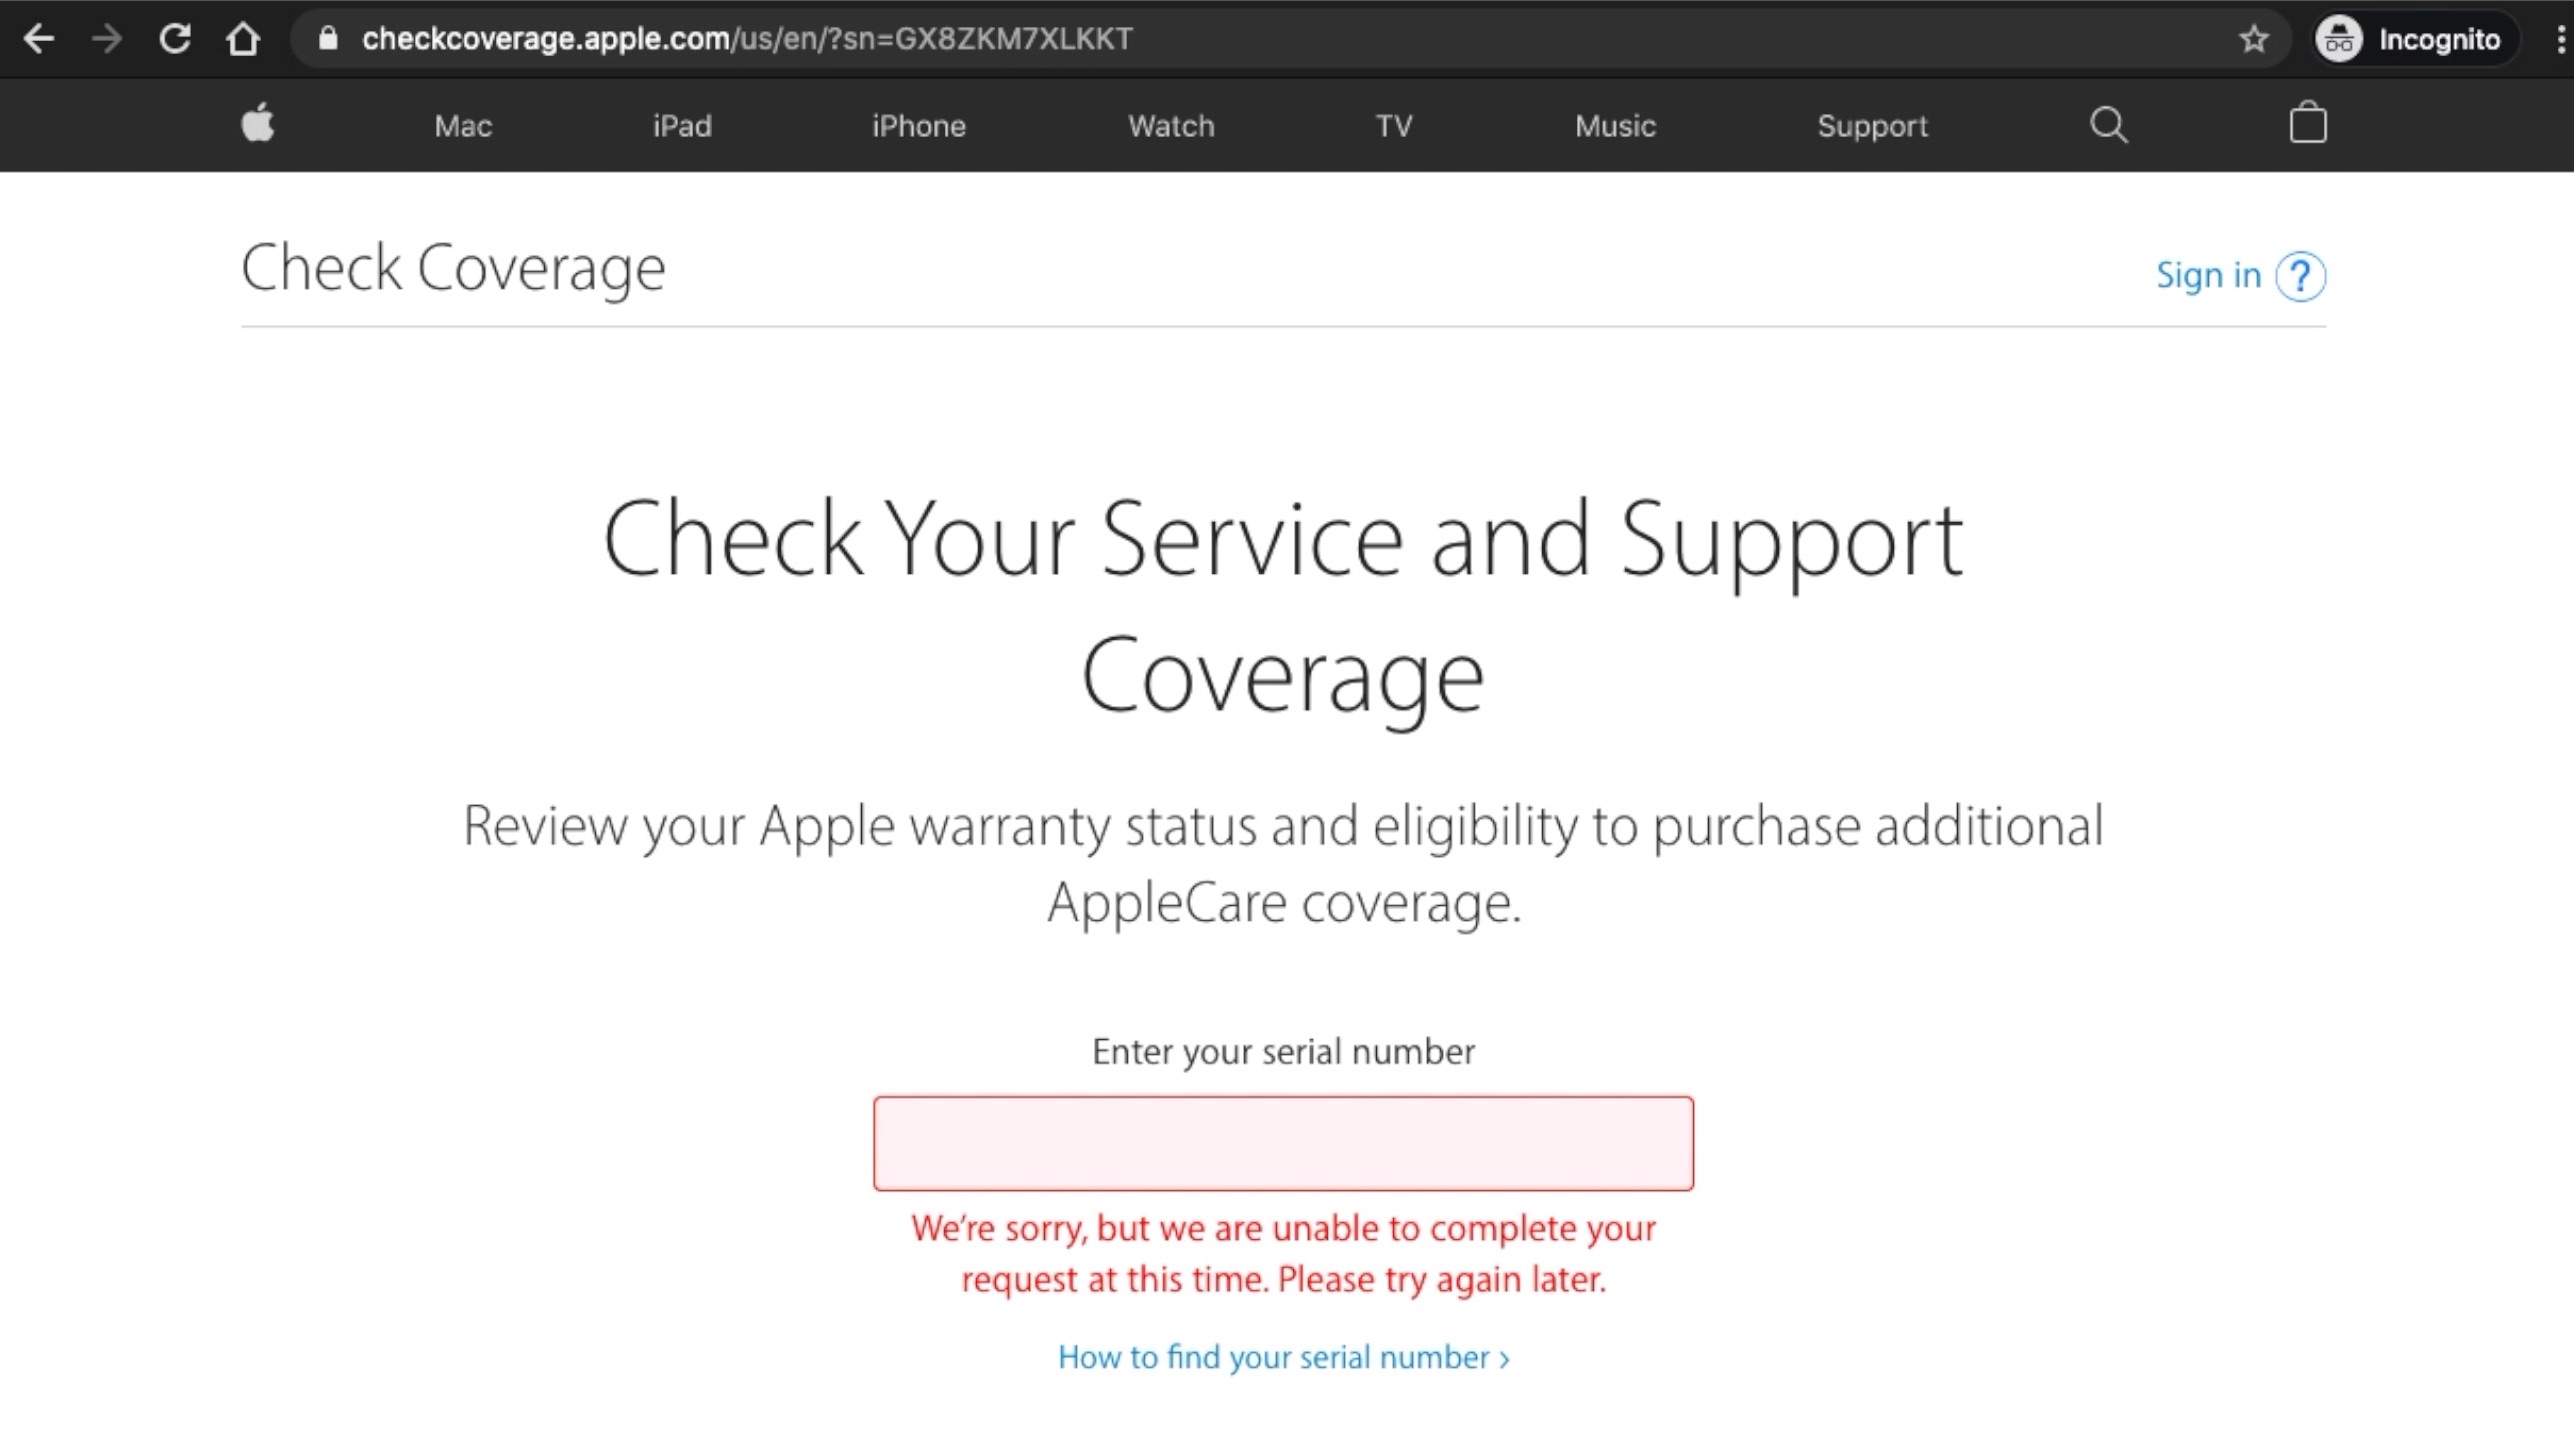 checkcoverage.apple.com/us/en/?sn=GX8ZKM7XLKKT
Incognito
Mac iPad iPhone Watch TV Music Support
Check Coverage
Sign in ?
Check Your Service and Support
Coverage
Review your Apple warranty status and eligibility to purchase additional
AppleCare coverage.
Enter your serial number
We’re sorry, but we are unable to complete your
request at this time. Please try again later.
How to find your serial number ›